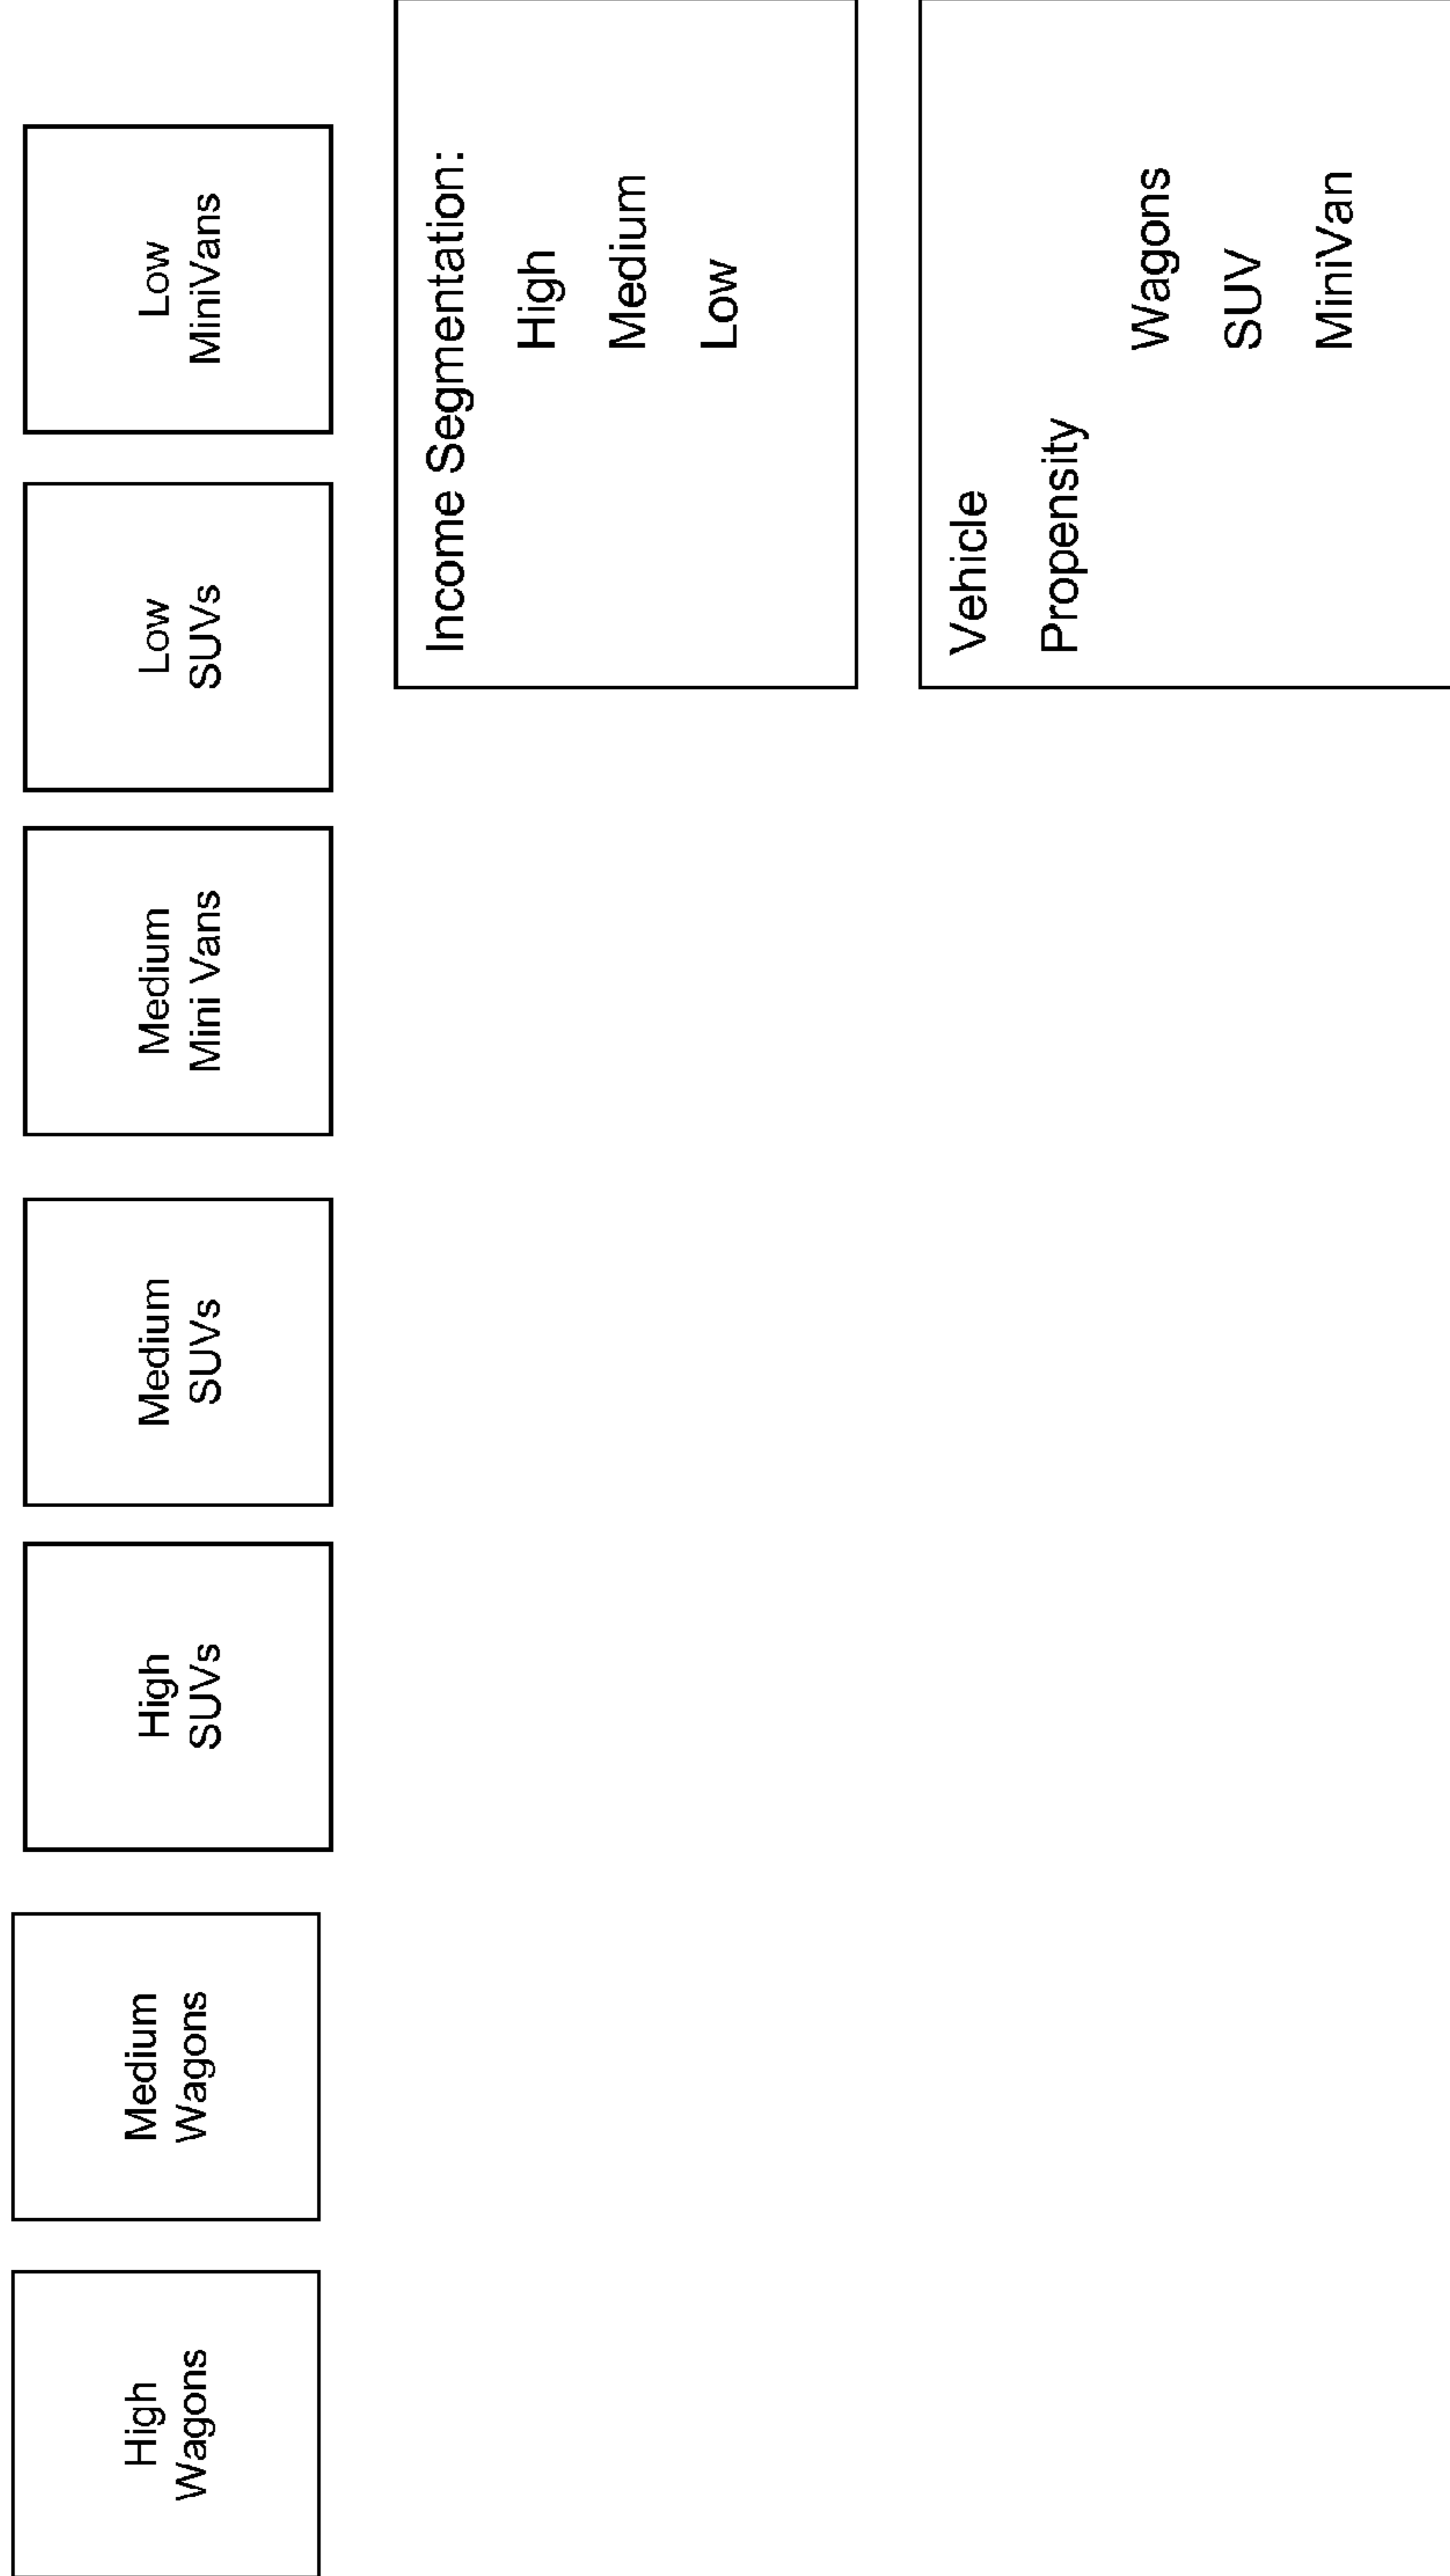 High
Wagons
Medium
Wagons
High
SUVs
Medium
SUVs
Medium
Mini Vans
Low
SUVs
Low
MiniVans
Income Segmentation:
High
Medium
Low
Vehicle
Propensity
Wagons
SUV
MiniVan